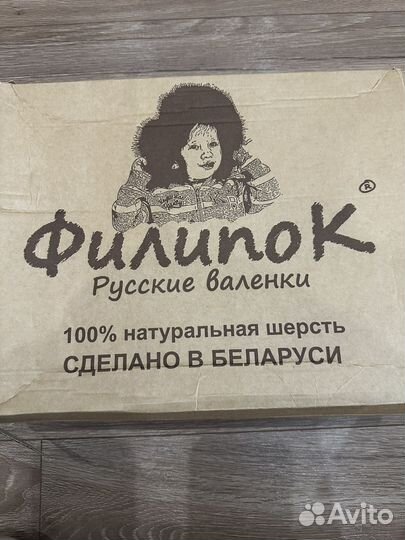 ®
Филипок
Русские валенки
100% натуральная шерсть
СДЕЛАНО В БЕЛАРУСИ
Avito